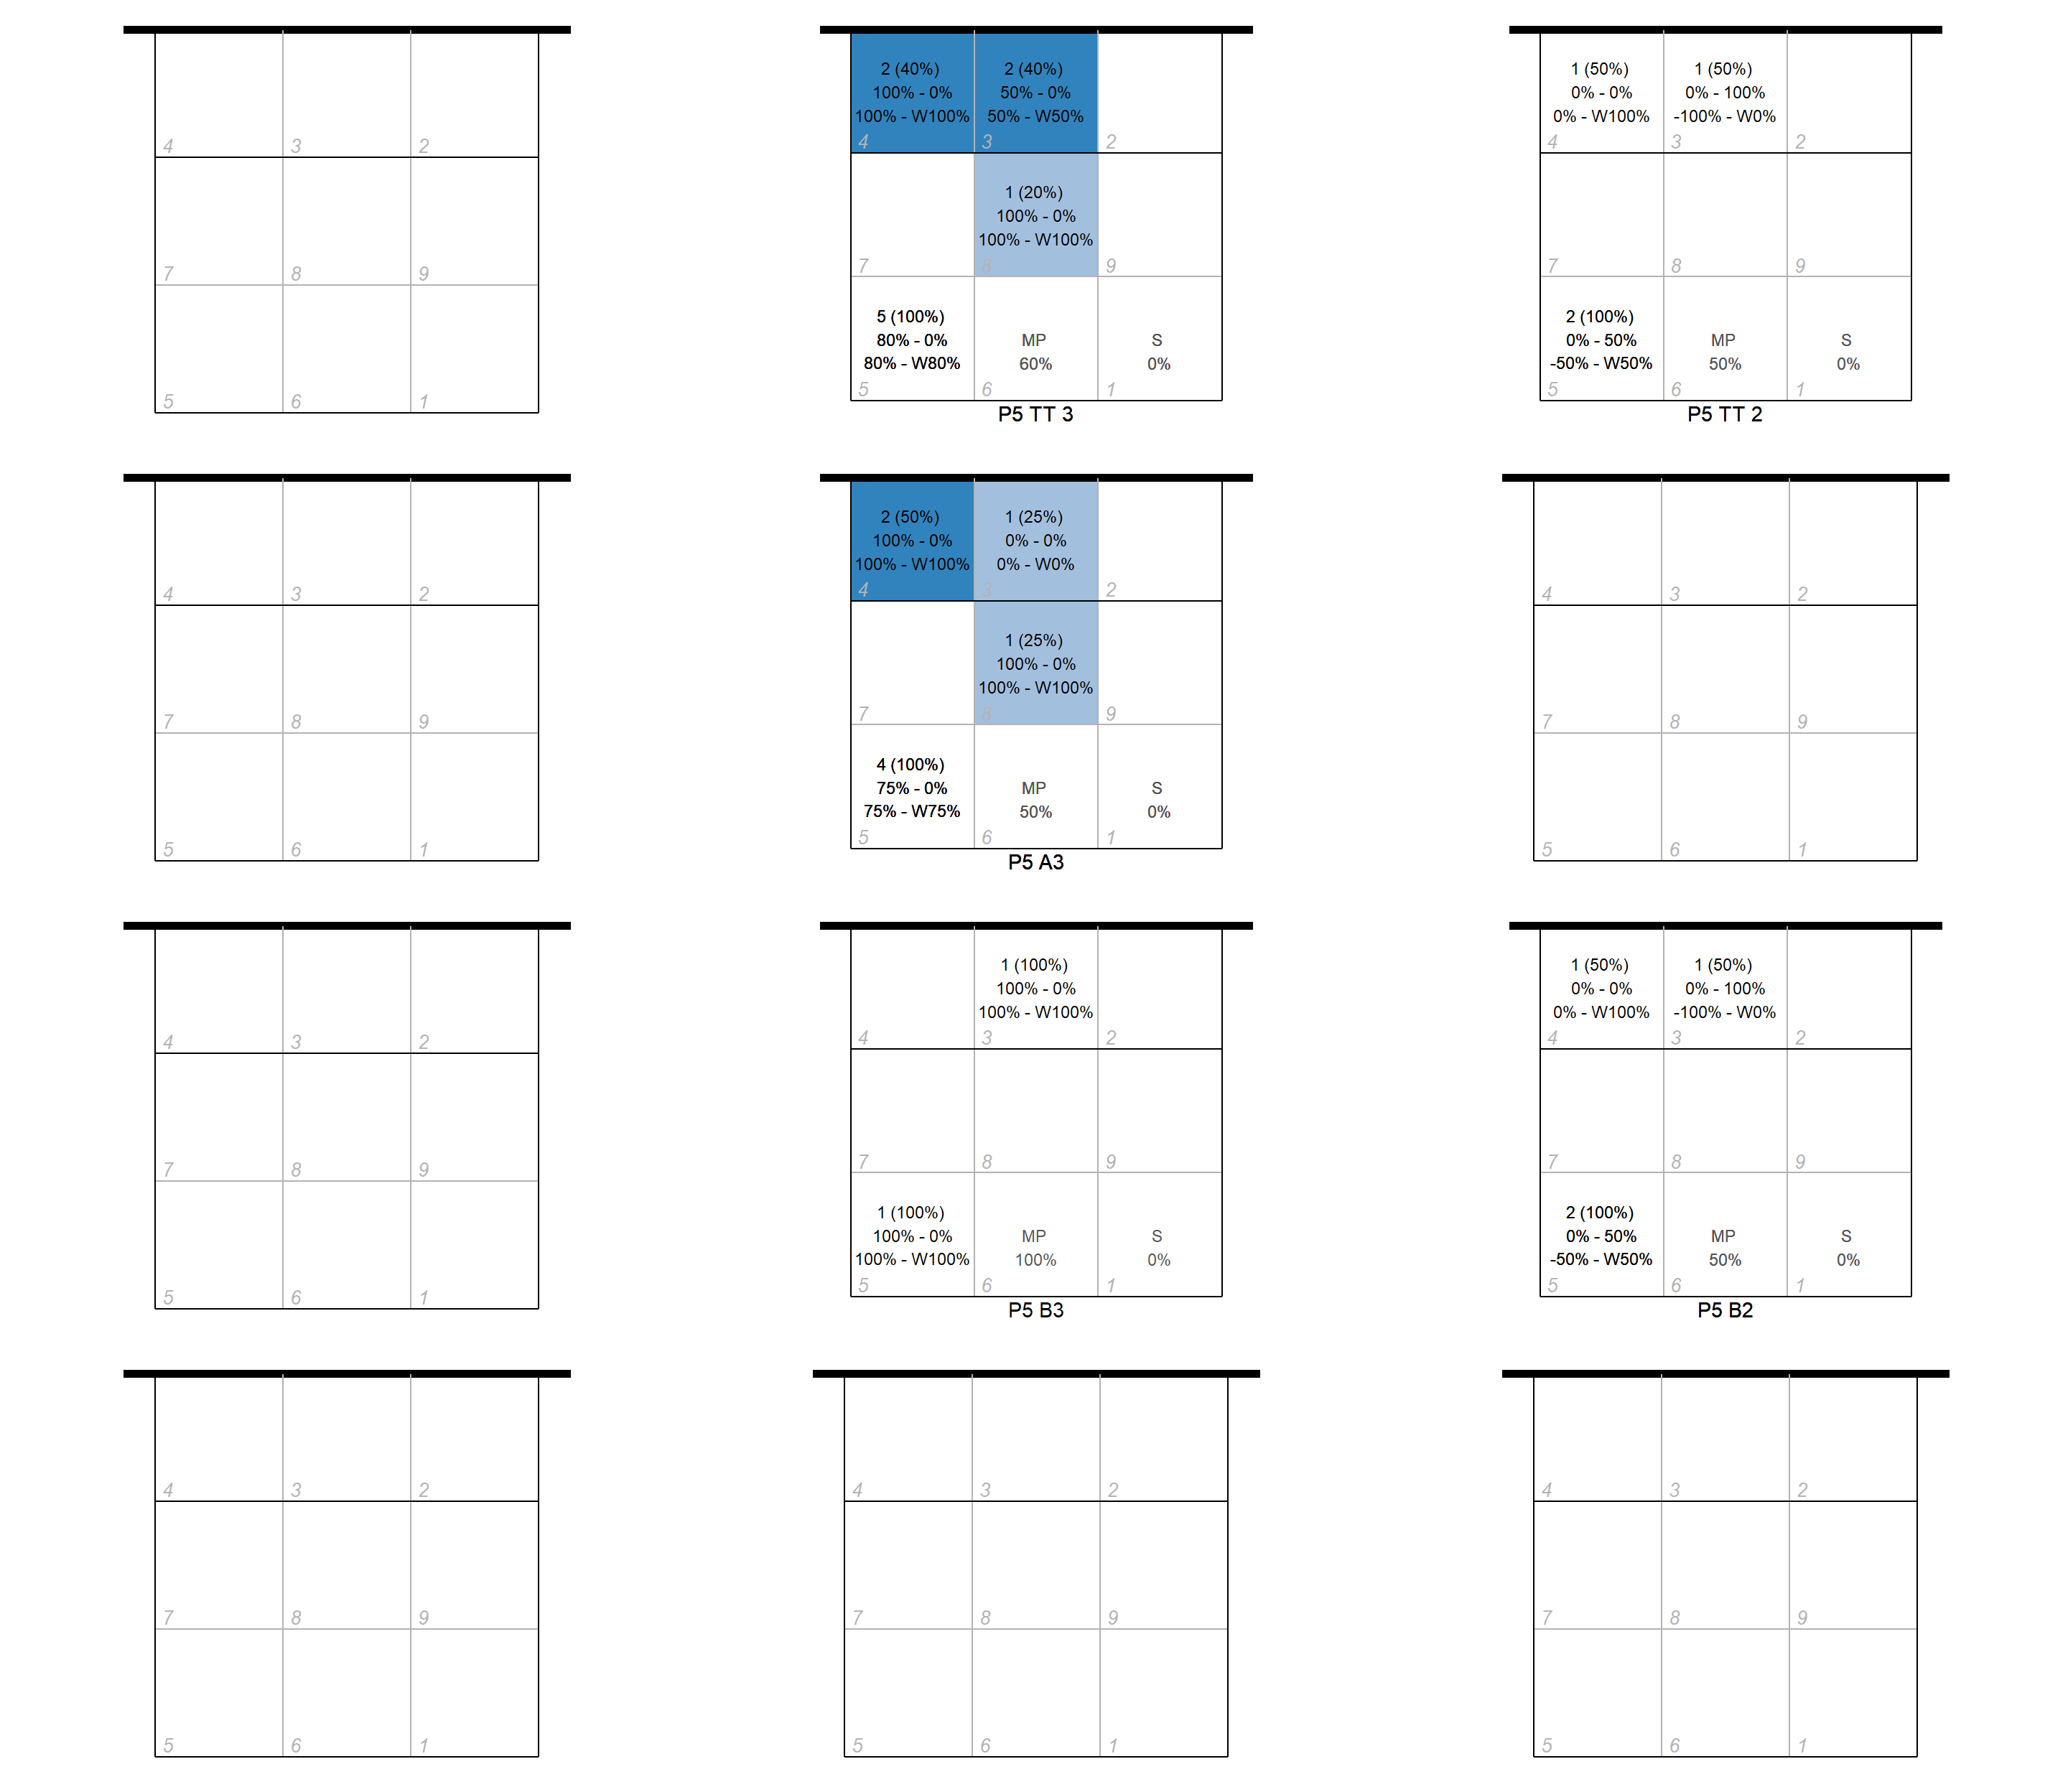 2 (40%) 2 (40%) 1 (50%) 1 (50%)
100% - 0% 50% - 0% 0% - 0% 0% - 100%
100% - W100% 50% - W50% 0% - W100% -100% - W0%
4 3 2 4 3 2 4 3 2
1 (20%)
100% - 0%
100% - W100%
7 8 9 7 8 9 7 8 9
5 (100%) 2 (100%)
80% - 0% MP S 0% - 50% MP S
80% - W80% 60% 0% -50% - W50% 50% 0%
5 6 1 5 6 1 5 6 1
P5 TT 3 P5 TT 2
2 (50%) 1 (25%)
100% - 0% 0% - 0%
100% - W100% 0% - W0%
4 3 2 4 3 2 4 3 2
1 (25%)
100% - 0%
100% - W100%
7 8 9 7 8 9 7 8 9
4 (100%)
75% - 0% MP S
75% - W75% 50% 0%
5 6 1 5 6 1 5 6 1
P5 A3
1 (100%) 1 (50%) 1 (50%)
100% - 0% 0% - 0% 0% - 100%
100% - W100% 0% - W100% -100% - W0%
4 3 2 4 3 2 4 3 2
7 8 9 7 8 9 7 8 9
1 (100%) 2 (100%)
100% - 0% MP S 0% - 50% MP S
100% - W100% 100% 0% -50% - W50% 50% 0%
5 6 1 5 6 1 5 6 1
P5 B3 P5 B2
4 3 2 4 3 2 4 3 2
7 8 9 7 8 9 7 8 9
5 6 1 5 6 1 5 6 1